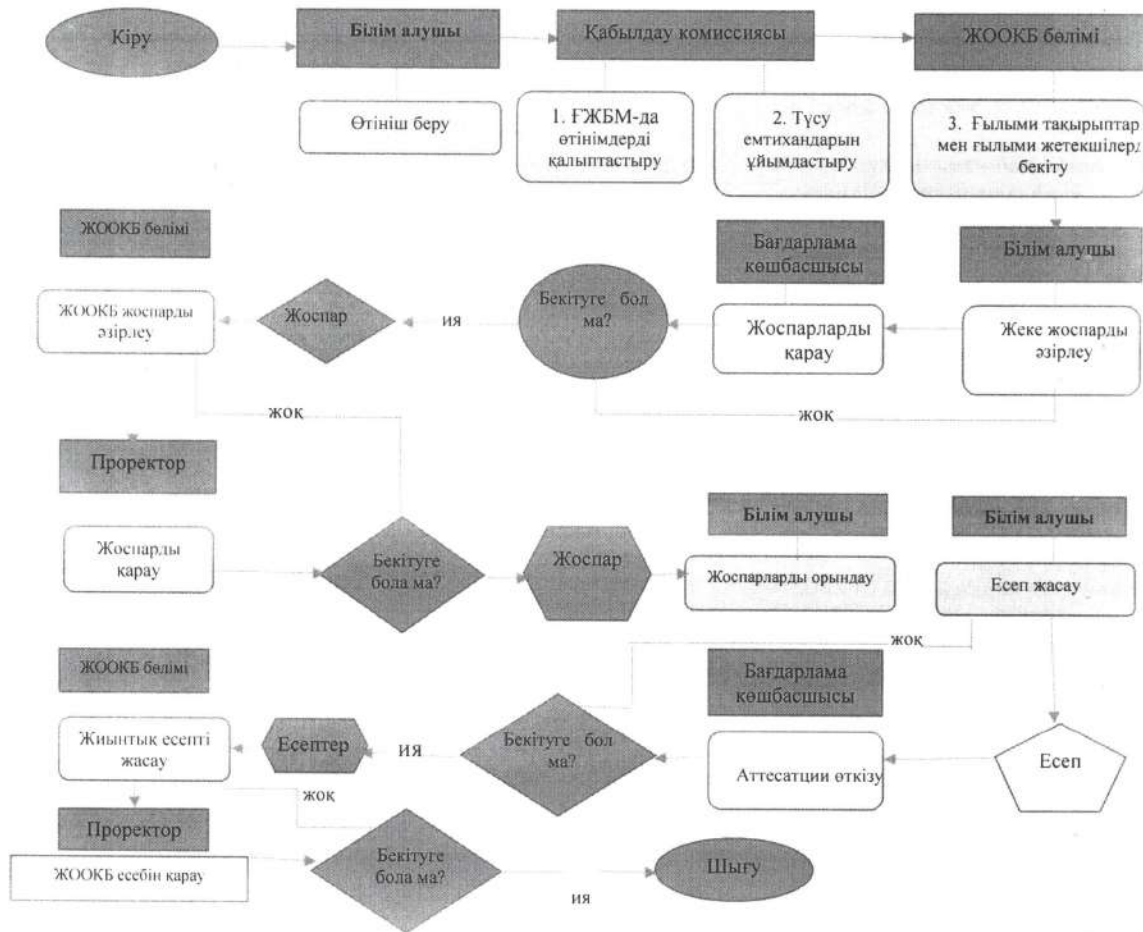 Кіру
Білім алушы
Қабылдау комиссиясы
ЖООКБ бөлімі
Өтініш беру
1. ҒЖБМ-да
өтінімдерді
қалыптастыру
2. Түсу
емтихандарын
ұйымдастыру
3. Ғылыми тақырыптар
мен ғылыми жетекшілерд
бекіту
ЖООКБ бөлімі
Бағдарлама
көшбасшысы
Білім алушы
ЖООКБ жоспарды
әзірлеу
Жоспар
ИЯ
Бекітуге бол
ма?
Жоспарларды
қарау
Жеке жоспарды
әзірлеу
жоқ
жоқ
Проректор
Білім алушы
Білім алушы
Жоспарды
қарау
Бекітуге
бола ма?
Жоспар
Жоспарларды орындау
Есеп жасау
жоқ
ЖООКБ бөлімі
Бағдарлама
көшбасшысы
Жиынтық есепті
жасау
Есептер
ИЯ
Бекітуге бол
ма?
Аттесатции өткізу
Есеп
жоқ
Проректор
ЖООКБ есебін қарау
Бекітуге
бола ма?
ИЯ
Шығу